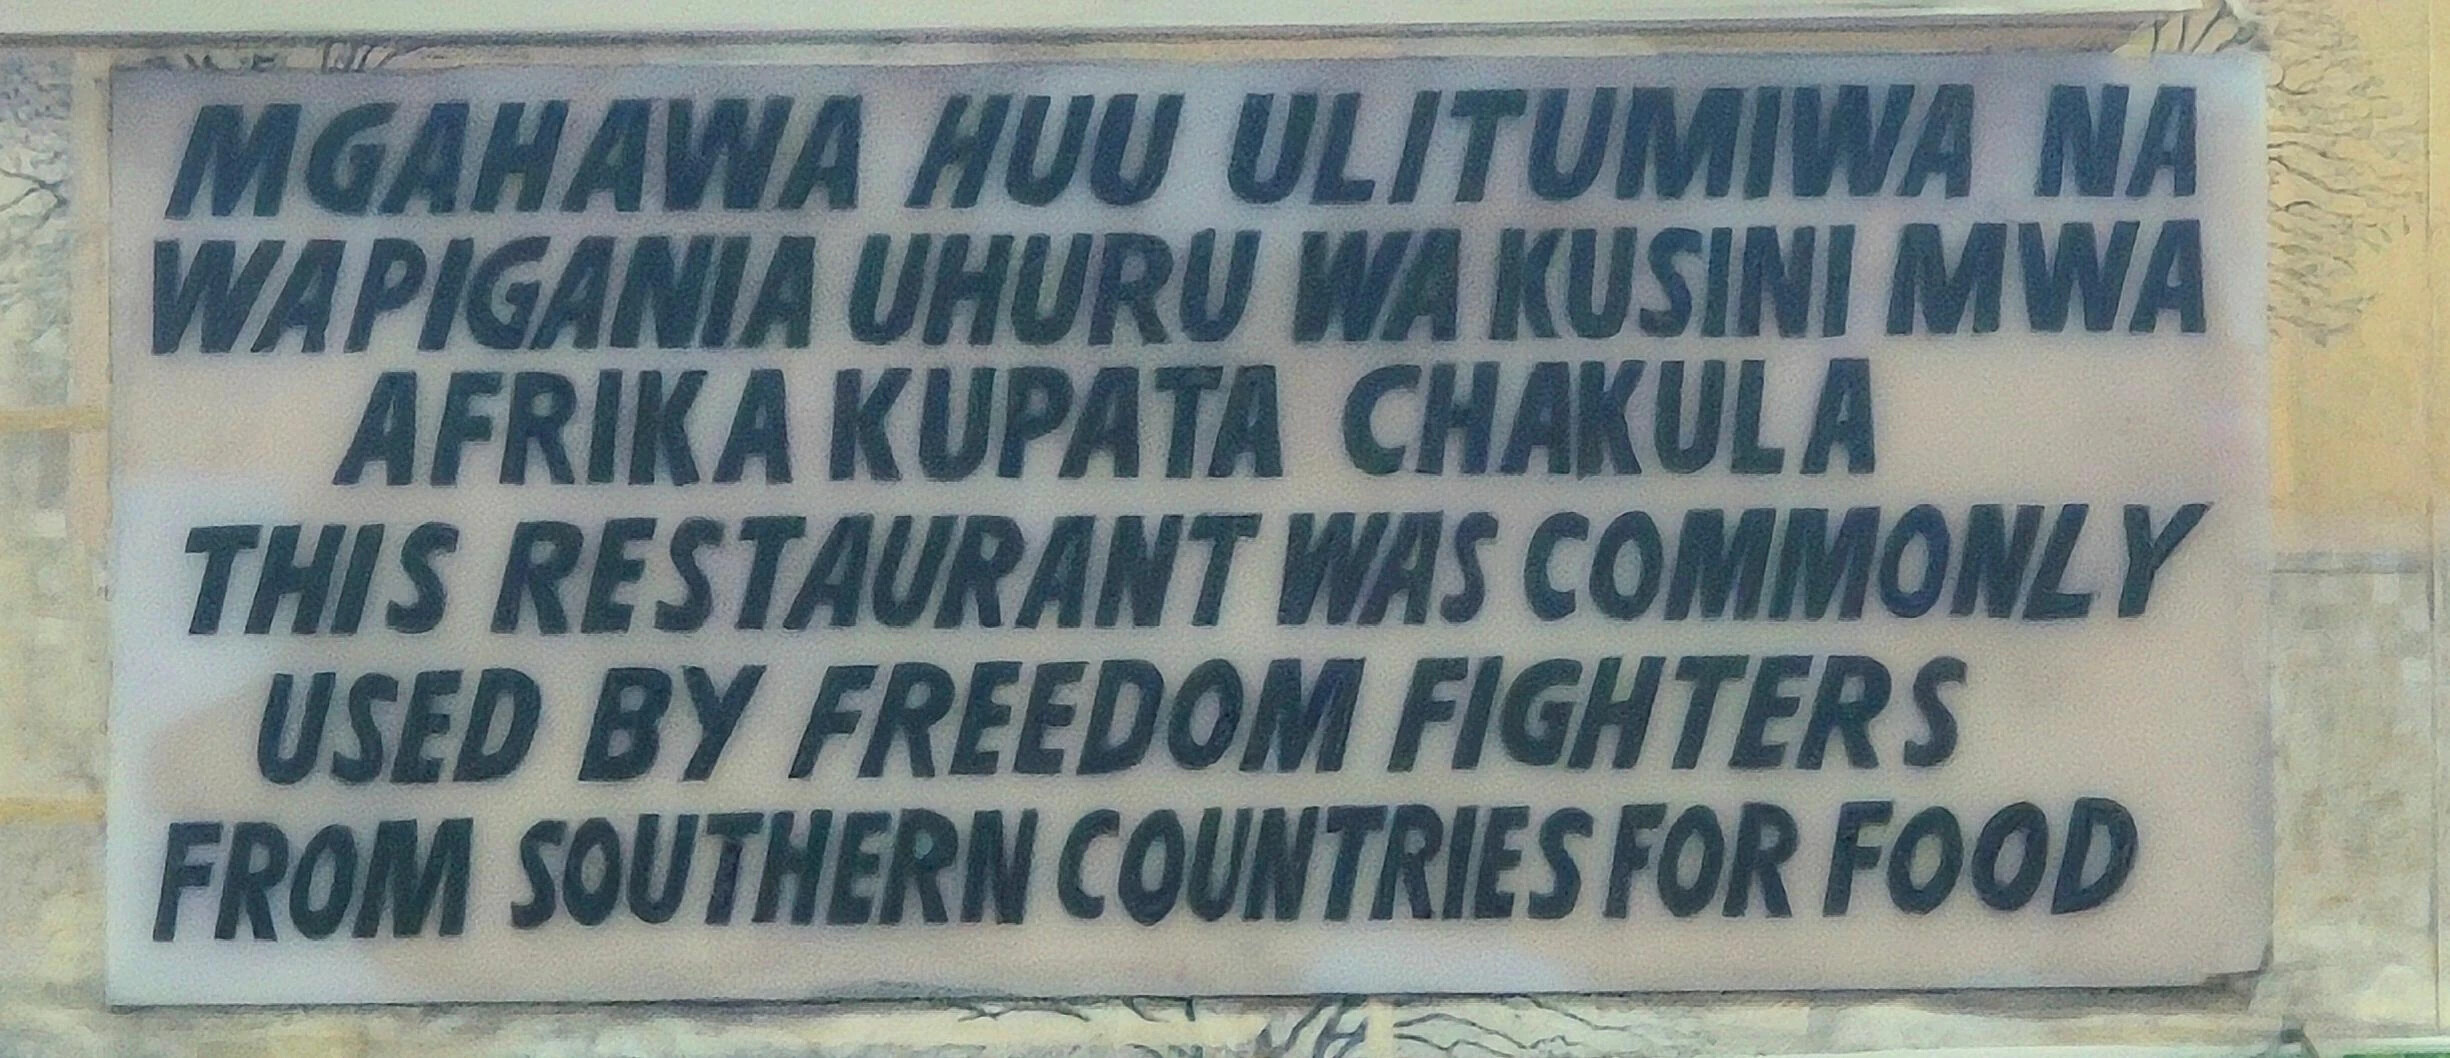 MGAHAWA HUU ULITUMIWA NA
WAPIGANIA UHURU WA KUSINI MWA
AFRIKA KUPATA CHAKULA
THIS RESTAURANT WAS COMMONLY
USED BY FREEDOM FIGHTERS
FROM SOUTHERN COUNTRIES FOR FOOD